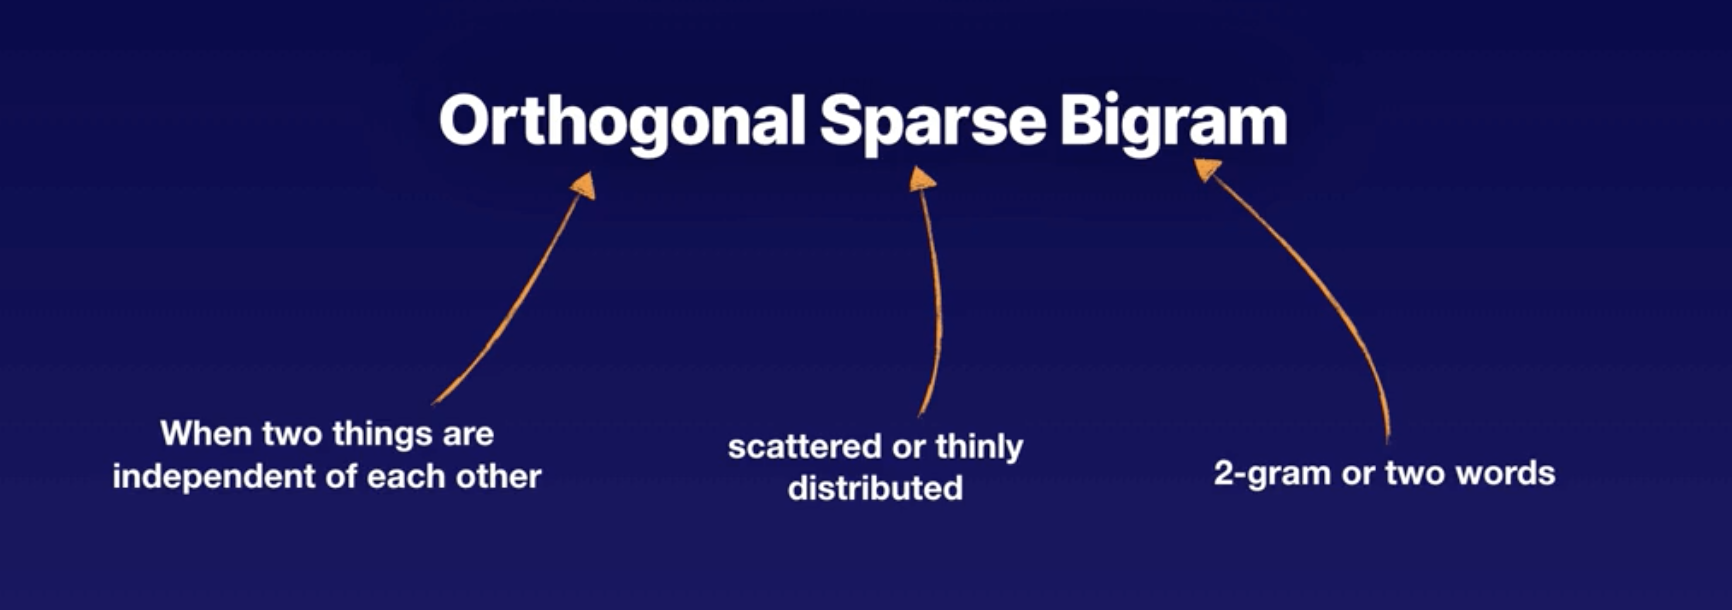 Orthogonal Sparse Bigram
When two things are
independent of each other
scattered or thinly
distributed
2-gram or two words